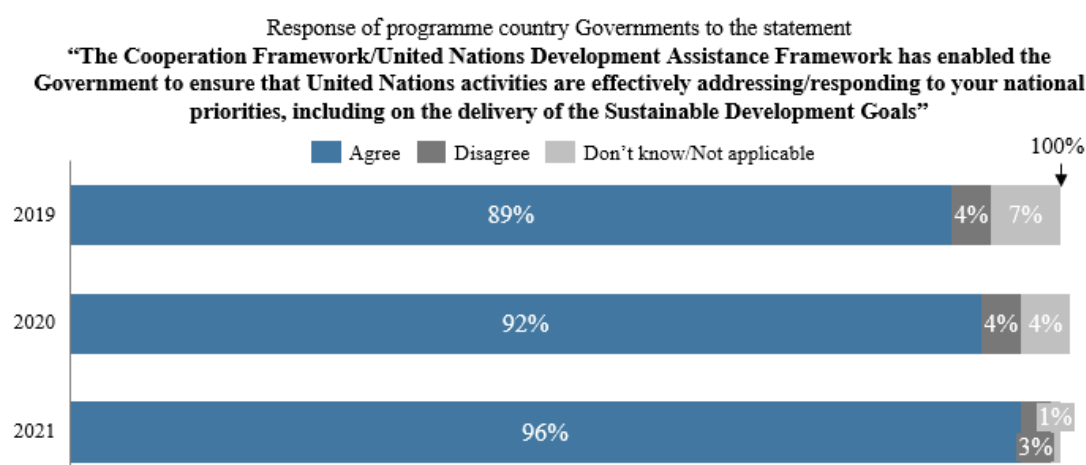 Response of programme country Governments to the statement
“The Cooperation Framework/United Nations Development Assistance Framework has enabled the
Government to ensure that United Nations activities are effectively addressing/responding to your national
priorities, including on the delivery of the Sustainable Development Goals”
Agree Disagree Don’t know/Not applicable 100%
2019 89% 4% 7%
2020 92% 4% 4%
2021 96% 3% 1%